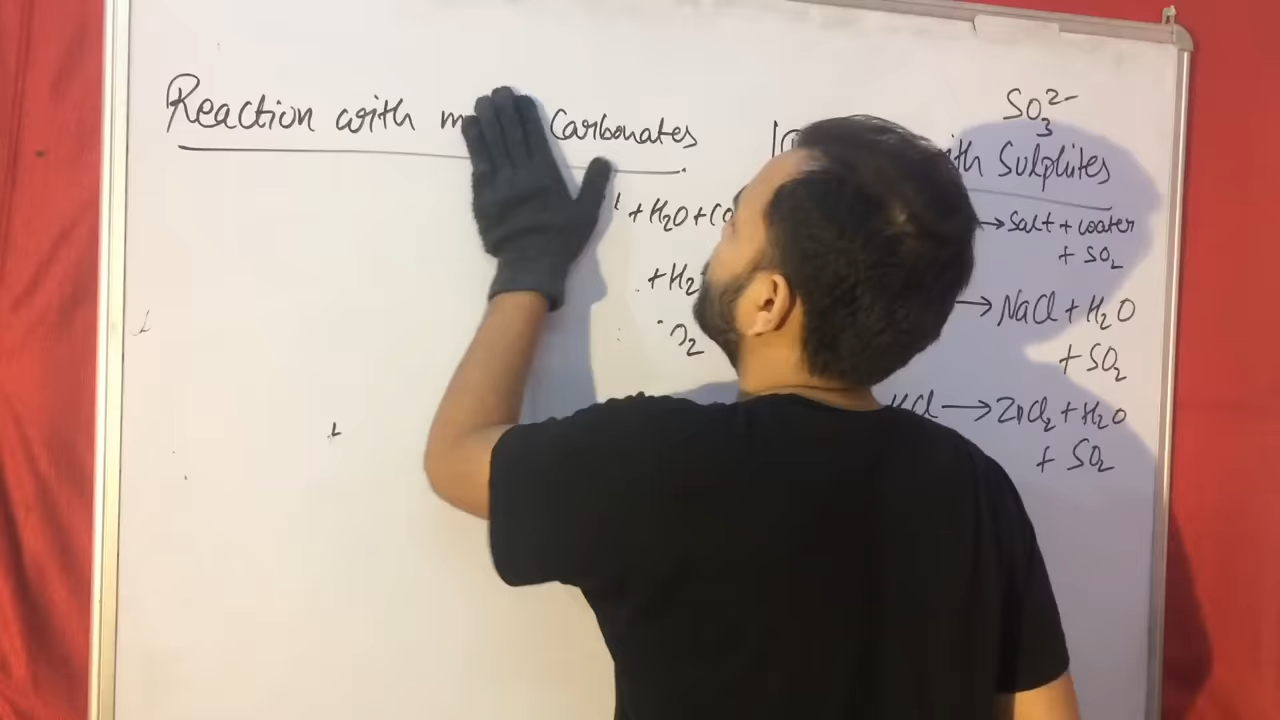 Reaction with m Carbonates
+ H₂O + CO
+ H₂
O₂
SO₃²⁻
ith Sulphites
→ Salt + water
+ SO₂
→ NaCl + H₂O
+ SO₂
HCl → ZnCl₂ + H₂O
+ SO₂